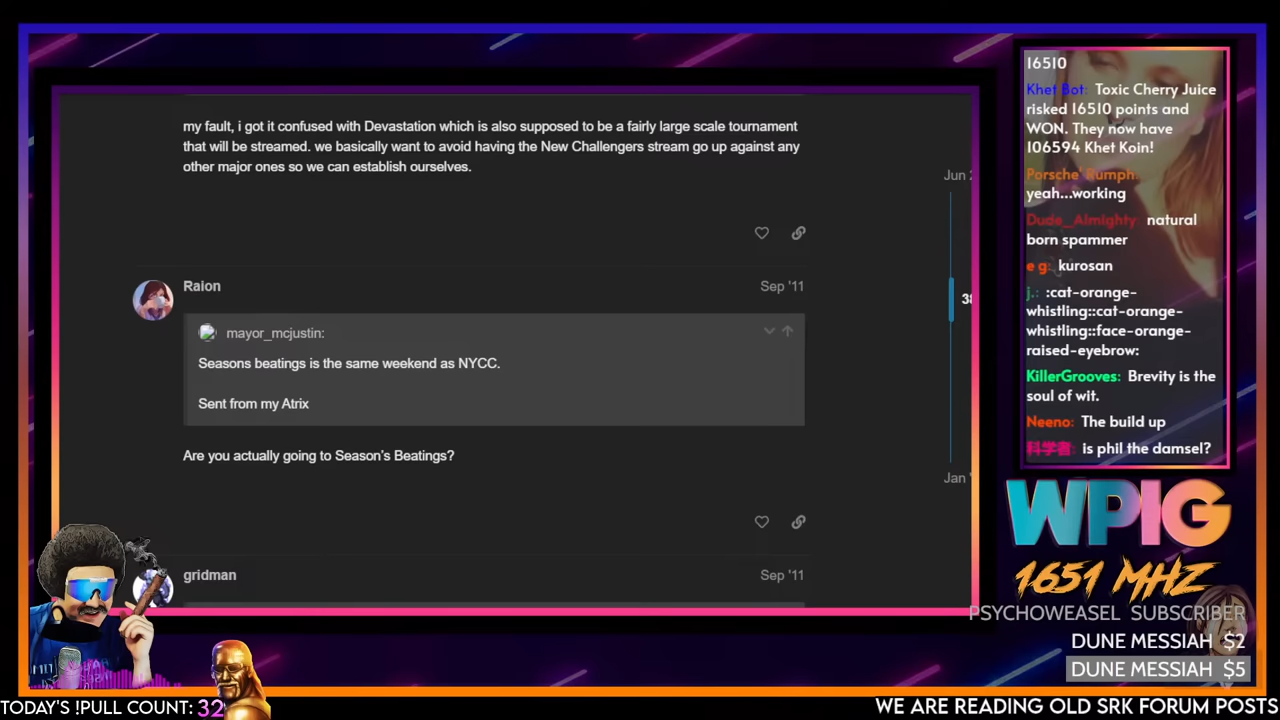 my fault, i got it confused with Devastation which is also supposed to be a fairly large scale tournament
that will be streamed. we basically want to avoid having the New Challengers stream go up against any
other major ones so we can establish ourselves.
Jun 2
Raion
Sep '11
38
mayor_mcjustin:
Seasons beatings is the same weekend as NYCC.
Sent from my Atrix
Are you actually going to Season's Beatings?
Jan '
gridman
Sep '11
16510
Khet Bot: Toxic Cherry Juice
risked 16510 points and
WON. They now have
106594 Khet Koin!
Porsche' Rumph:
yeah...working
Dude_Almighty: natural
born spammer
e g: kurosan
j.: :cat-orange-
whistling::cat-orange-
whistling::face-orange-
raised-eyebrow:
KillerGrooves: Brevity is the
soul of wit.
Neeno: The build up
科学者: is phil the damsel?
WPIG
1651 MHZ
PSYCHOWEASEL SUBSCRIBER
DUNE MESSIAH $2
DUNE MESSIAH $5
TODAY'S !PULL COUNT: 32
WE ARE READING OLD SRK FORUM POSTS